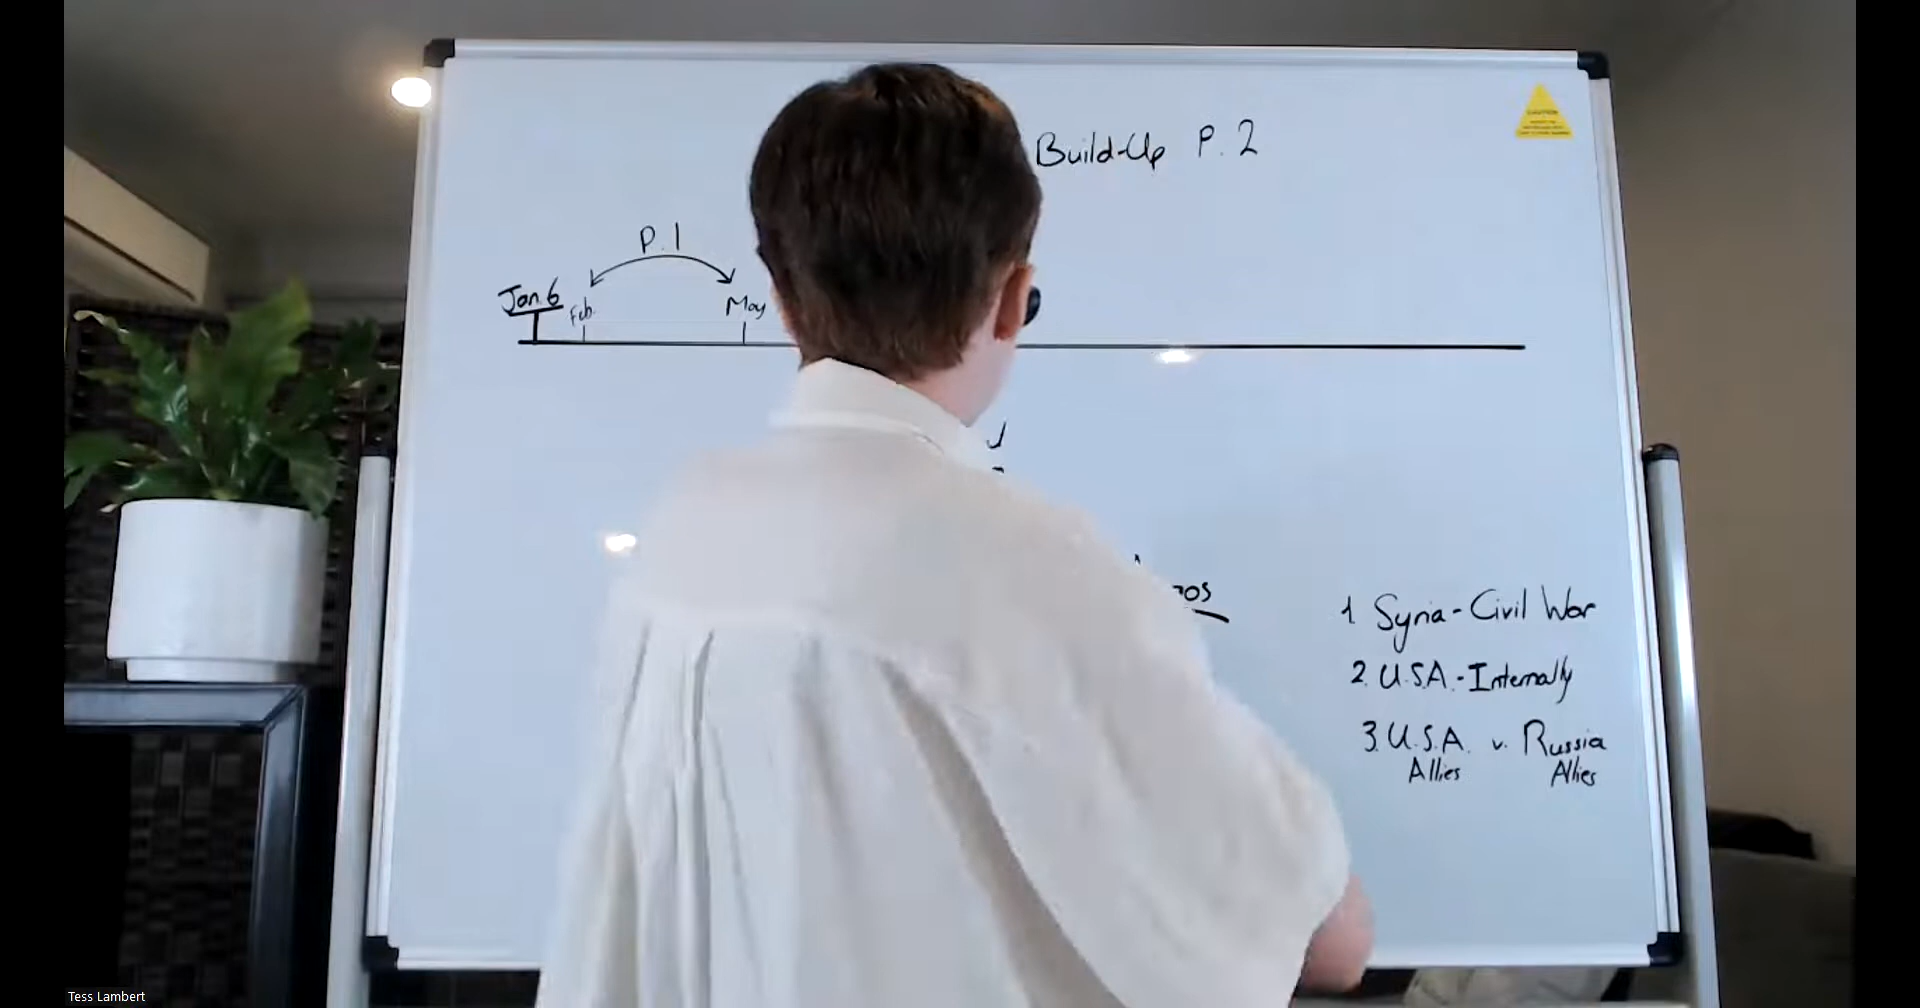 Build-Up P. 2
P. 1
Jan. 6
Feb.
May
1 Syria - Civil War
2. U.S.A. - Internally
3. U.S.A. v. Russia
Allies Allies
CAUTION
Tess Lambert